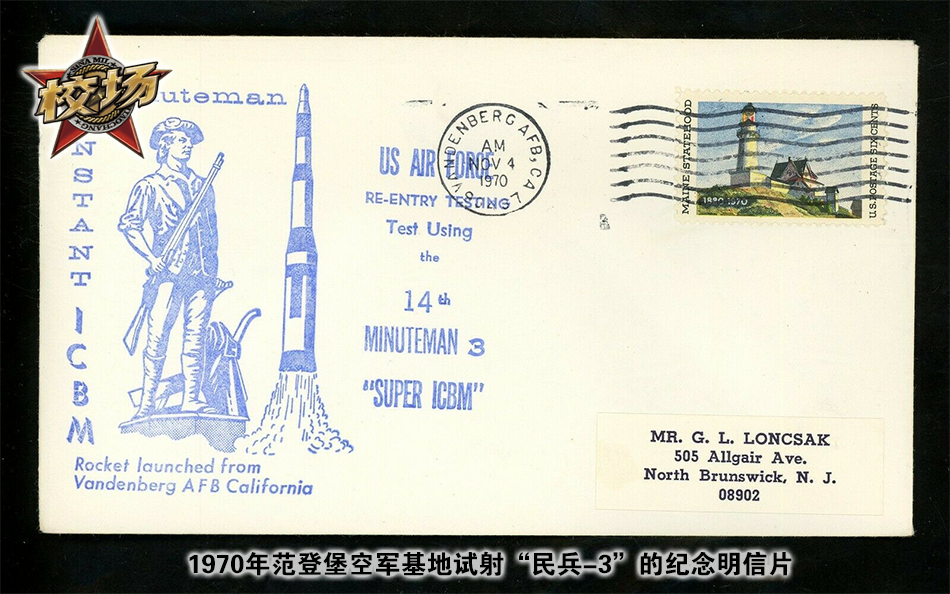 校场
uteman
NSTANT ICBM
Rocket launched from
Vandenberg AFB California
US AIR FORCE
RE-ENTRY TESTING
Test Using
the
14th
MINUTEMAN 3
"SUPER ICBM"
VANDENBERG AFB, CALIF
AM
NOV 4
1970
MAINE STATEHOOD
U.S. POSTAGE SIX CENTS
1820-1970
MR. G. L. LONCSAK
505 Allgair Ave.
North Brunswick, N. J.
08902
1970年范登堡空军基地试射“民兵-3”的纪念明信片